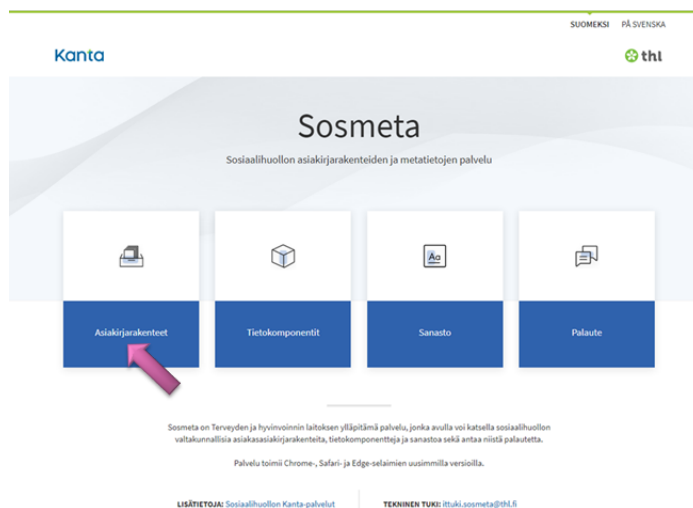 SUOMEKSI PÅ SVENSKA
Kanta thl
Sosmeta
Sosiaalihuollon asiakirjarakenteiden ja metatietojen palvelu
Aa
Asiakirjarakenteet Tietokomponentit Sanasto Palaute
Sosmeta on Terveyden ja hyvinvoinnin laitoksen ylläpitämä palvelu, jonka avulla voi katsella sosiaalihuollon
valtakunnallisia asiakasasiakirjarakenteita, tietokomponentteja ja sanastoa sekä antaa niistä palautetta.
Palvelu toimii Chrome-, Safari- ja Edge-selaimien uusimmilla versioilla.
LISÄTIETOJA: Sosiaalihuollon Kanta-palvelut TEKNINEN TUKI: ittuki.sosmeta@thl.fi